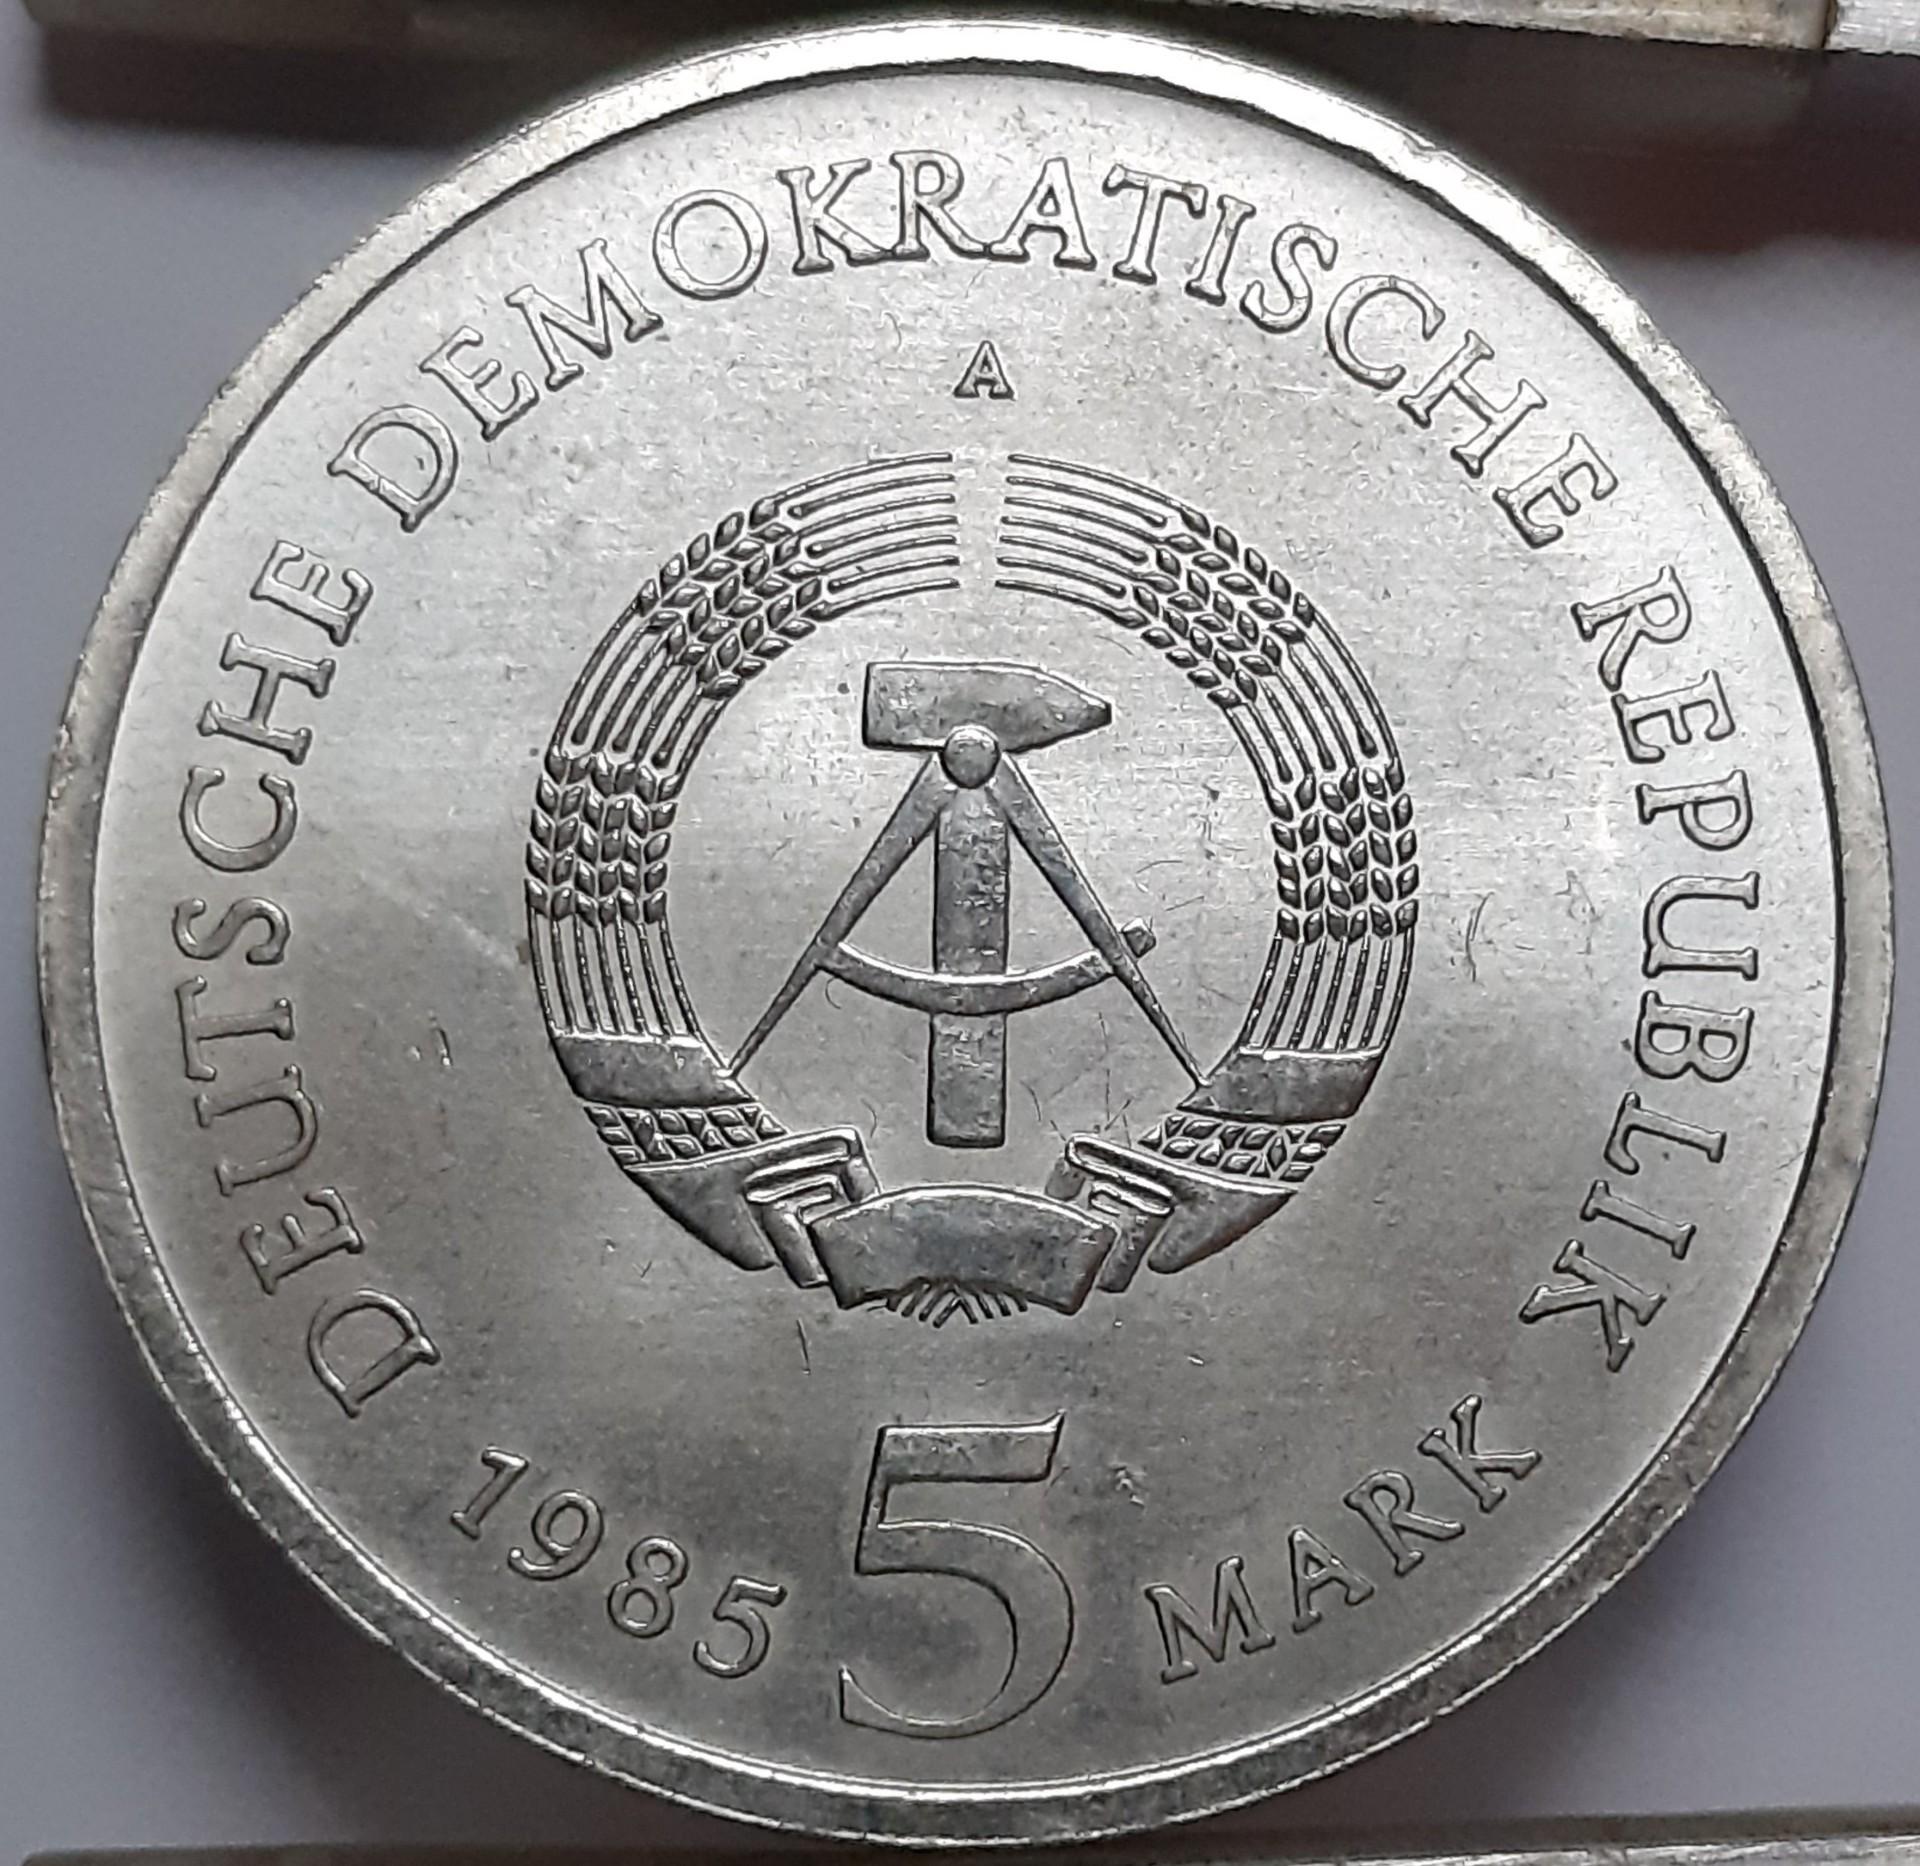 DEUTSCHE DEMOKRATISCHE REPUBLIK
A
1985 5 MARK